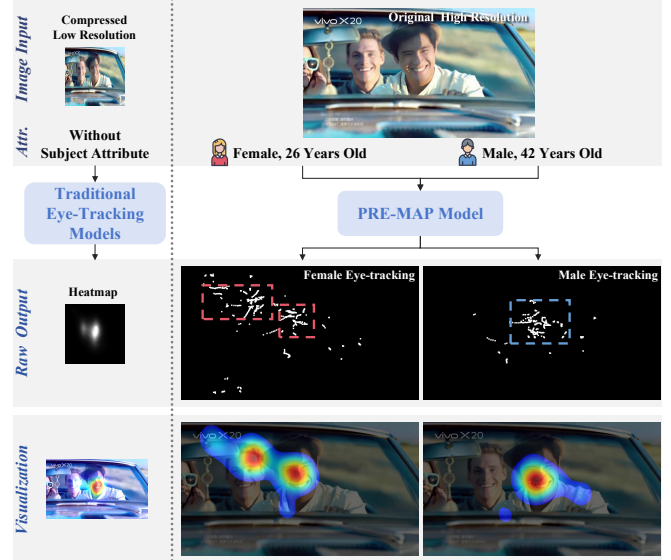 Image Input
Compressed
Low Resolution
vivo X20
Original High Resolution
Attr.
Without
Subject Attribute
Female, 26 Years Old
Male, 42 Years Old
Traditional
Eye-Tracking
Models
PRE-MAP Model
Raw Output
Heatmap
Female Eye-tracking
Male Eye-tracking
Visualization
vivo X20
vivo X20
vivo X20